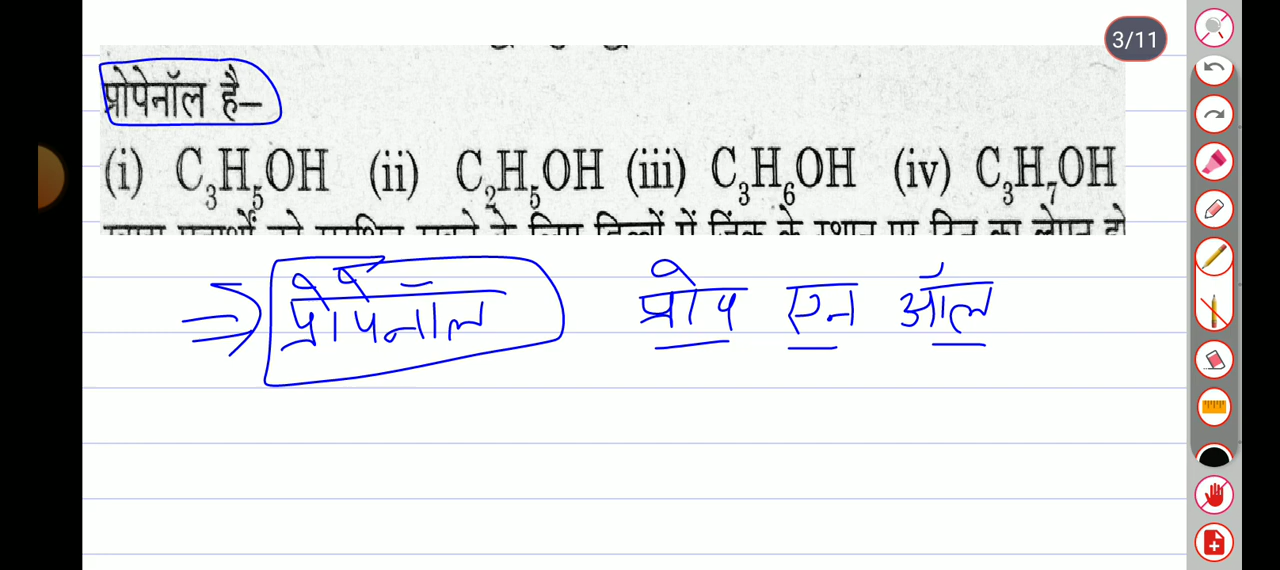 3/11
प्रोपेनॉल है–
(i) C₃H₅OH (ii) C₂H₅OH (iii) C₃H₆OH (iv) C₃H₇OH
⇒ प्रोपेनॉल प्रोप एन ऑल